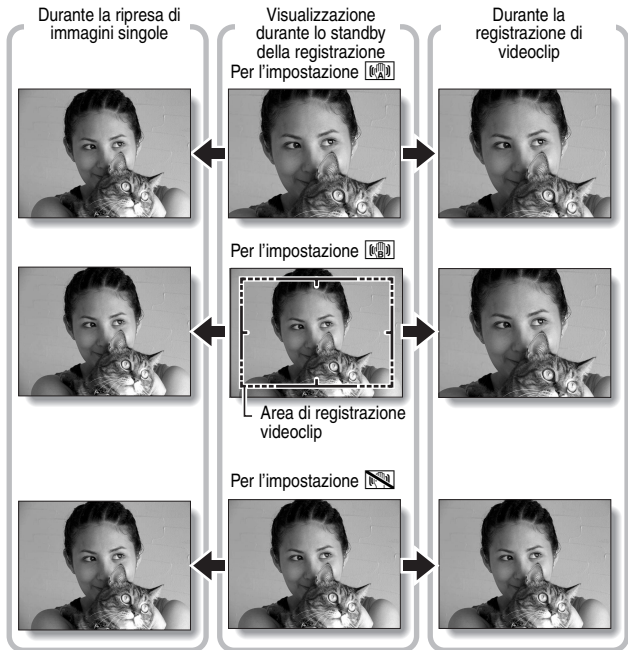 Durante la ripresa di
immagini singole
Visualizzazione
durante lo standby
della registrazione
Durante la
registrazione di
videoclip
Per l'impostazione A
Per l'impostazione B
Area di registrazione
videoclip
Per l'impostazione